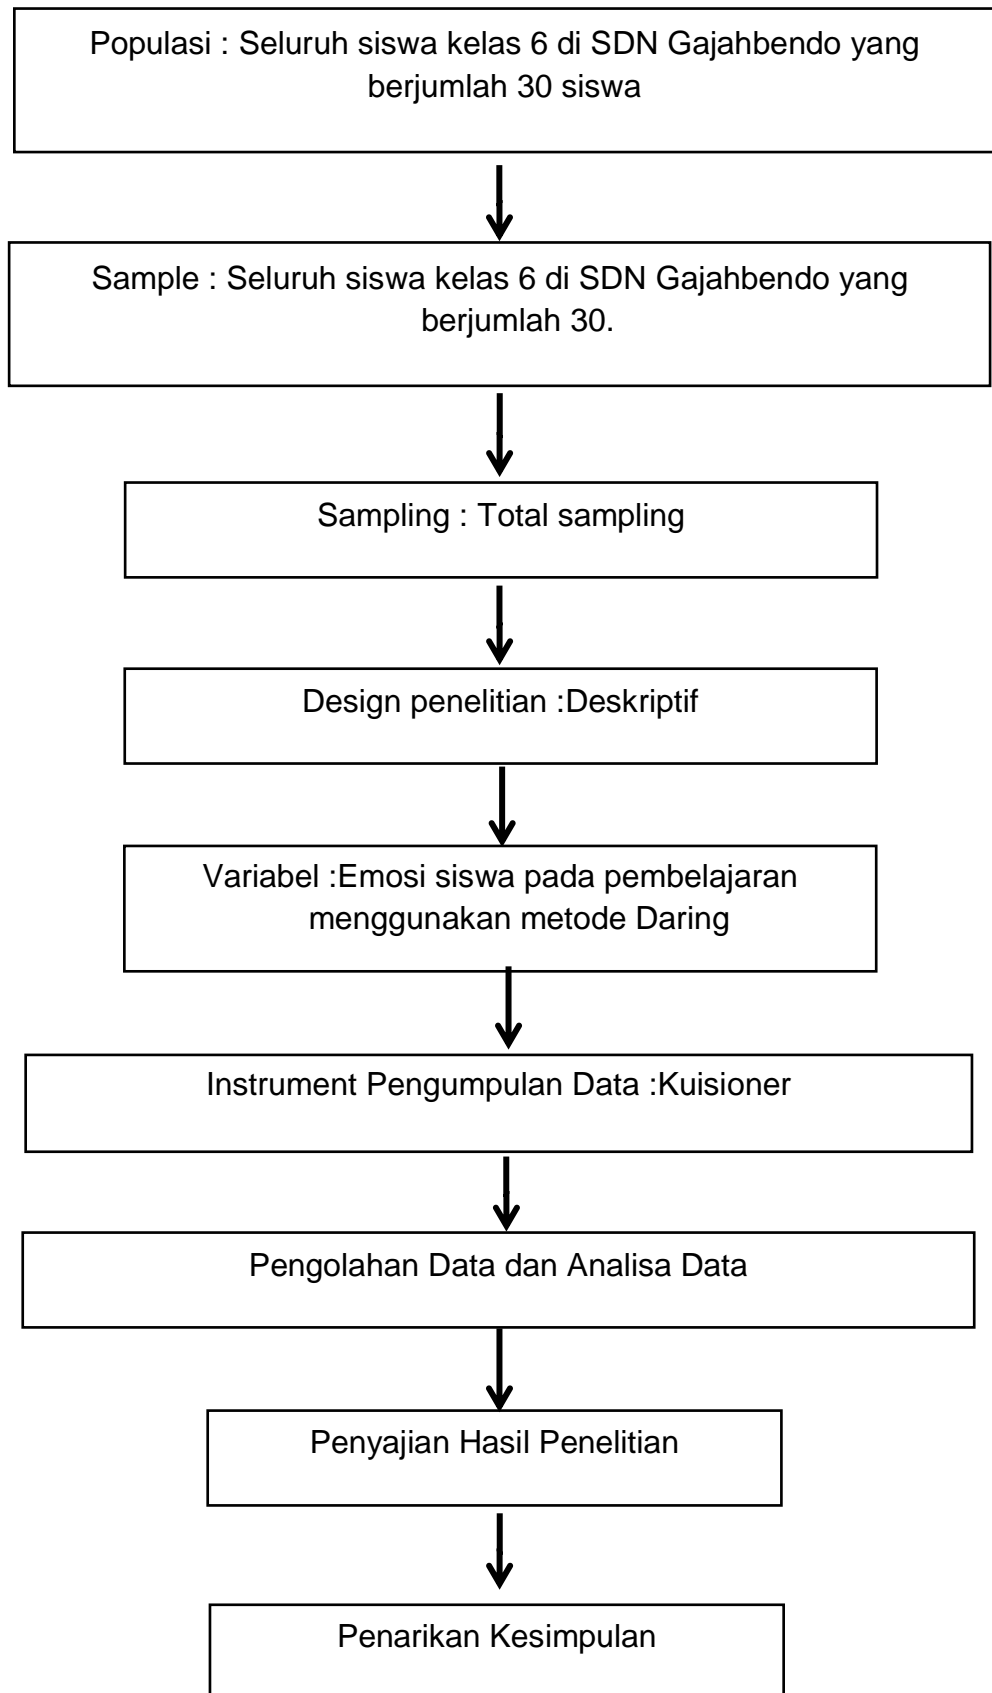 Populasi : Seluruh siswa kelas 6 di SDN Gajahbendo yang
berjumlah 30 siswa
Sample : Seluruh siswa kelas 6 di SDN Gajahbendo yang
berjumlah 30.
Sampling : Total sampling
Design penelitian :Deskriptif
Variabel :Emosi siswa pada pembelajaran
menggunakan metode Daring
Instrument Pengumpulan Data :Kuisioner
Pengolahan Data dan Analisa Data
Penyajian Hasil Penelitian
Penarikan Kesimpulan